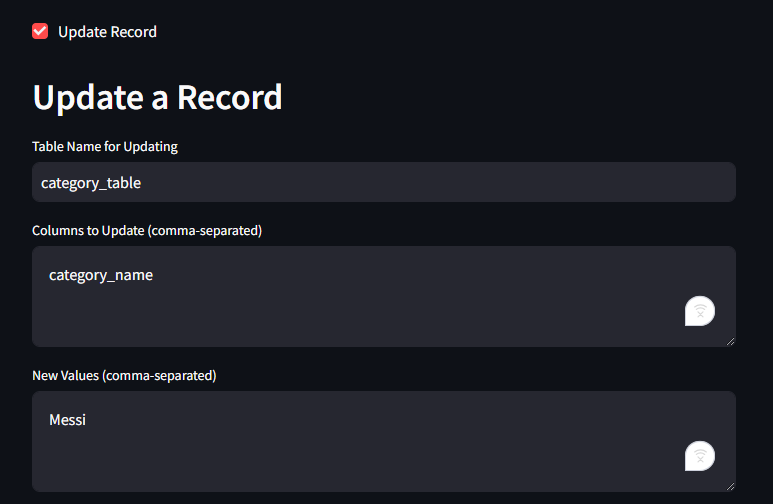 Update Record
Update a Record
Table Name for Updating
category_table
Columns to Update (comma-separated)
category_name
New Values (comma-separated)
Messi